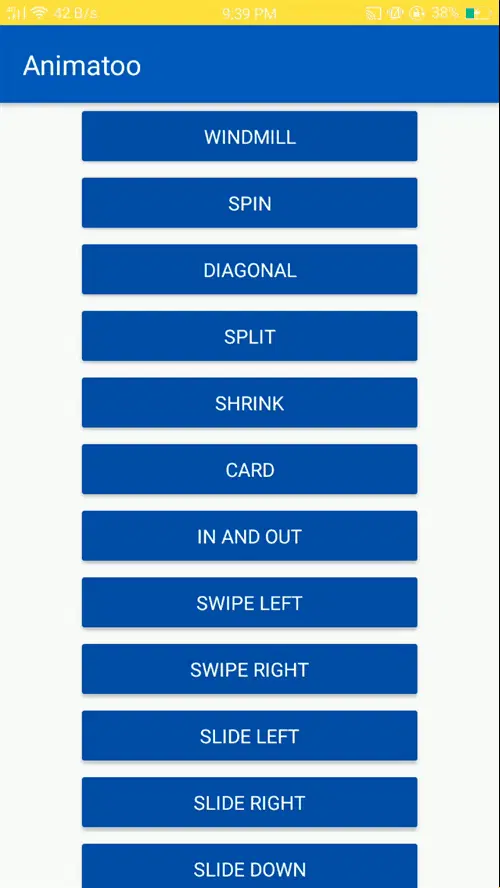 42 B/s
9:39 PM
38%
Animatoo
WINDMILL
SPIN
DIAGONAL
SPLIT
SHRINK
CARD
IN AND OUT
SWIPE LEFT
SWIPE RIGHT
SLIDE LEFT
SLIDE RIGHT
SLIDE DOWN